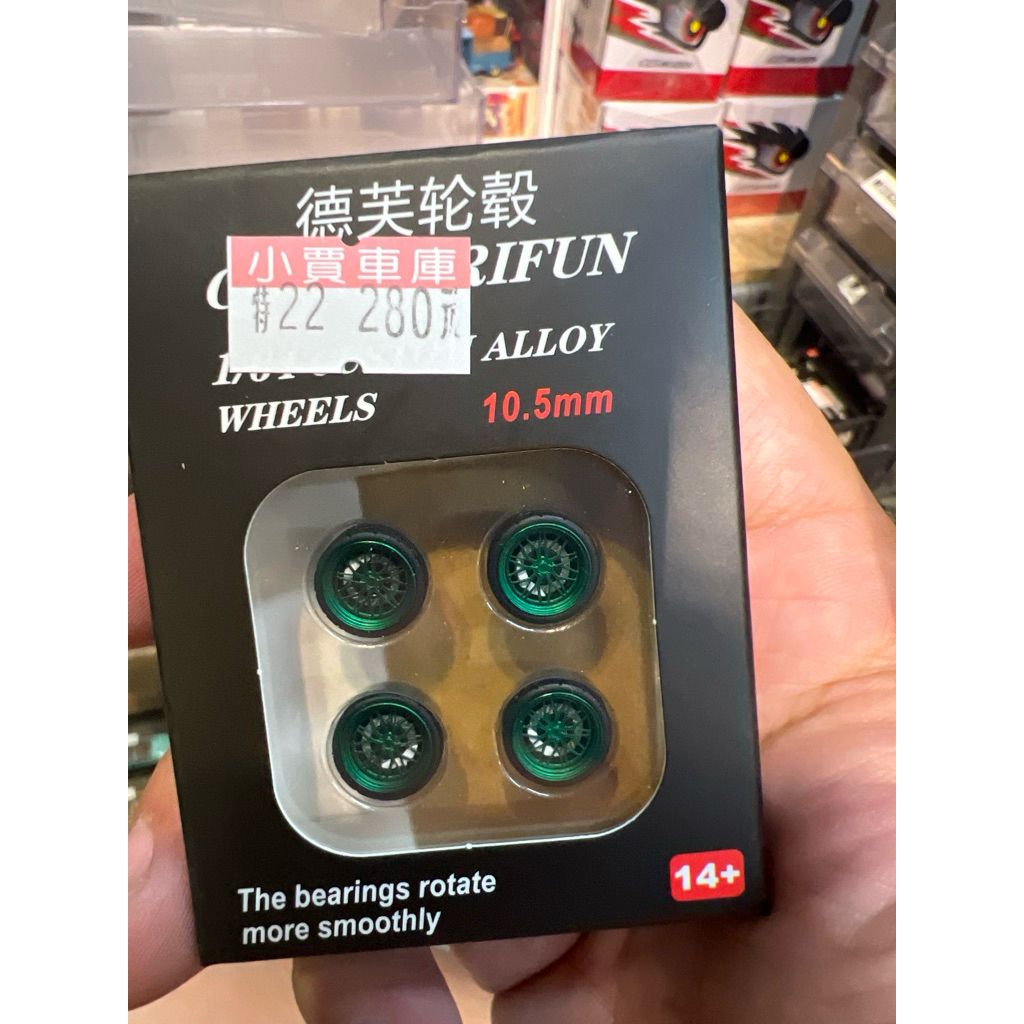 德芙轮毂
小賈車庫
RIFUN
特22 280元
ALLOY
WHEELS
10.5mm
The bearings rotate
more smoothly
14+